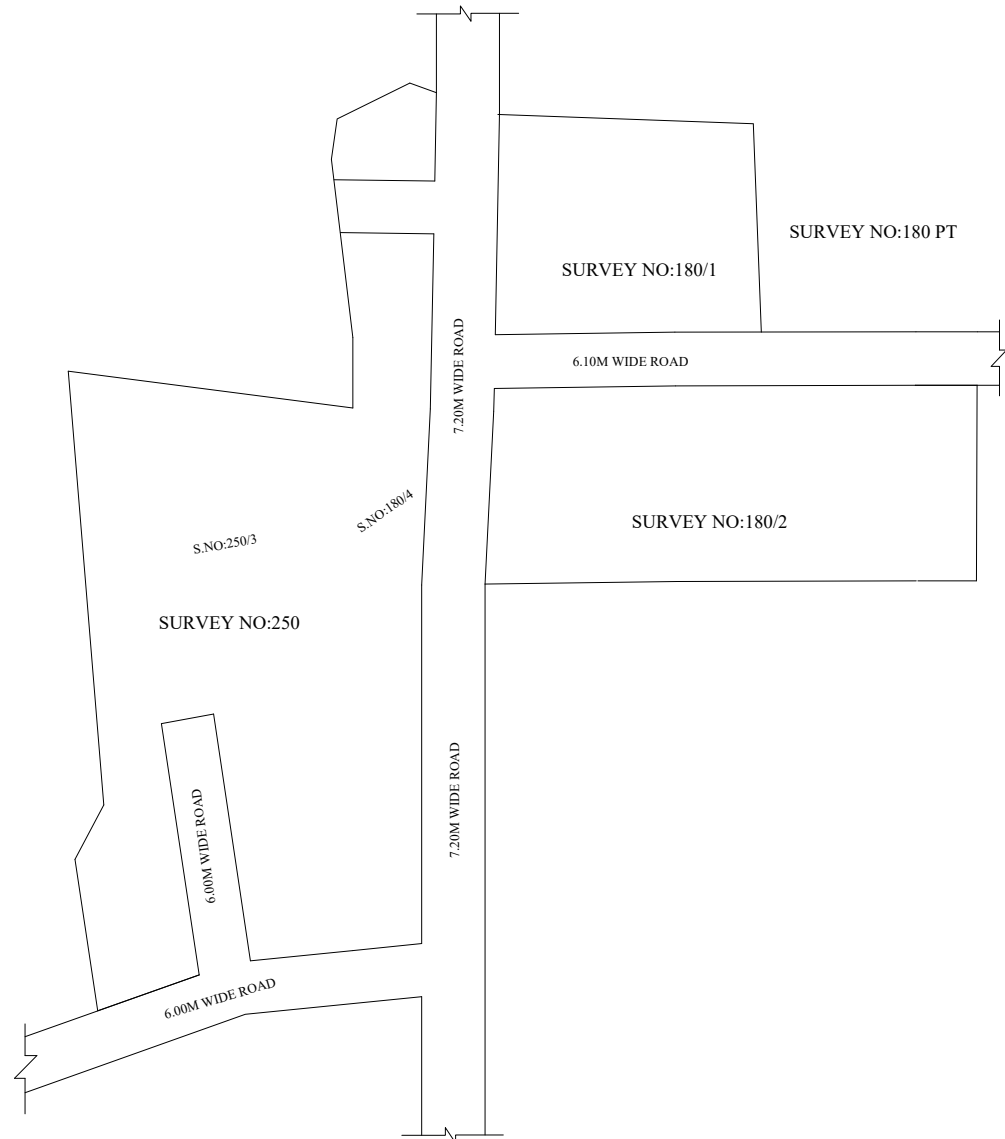 SURVEY NO:180 PT
SURVEY NO:180/1
7.20M WIDE ROAD
6.10M WIDE ROAD
S.NO:180/4
SURVEY NO:180/2
S.NO:250/3
SURVEY NO:250
7.20M WIDE ROAD
6.00M WIDE ROAD
6.00M WIDE ROAD